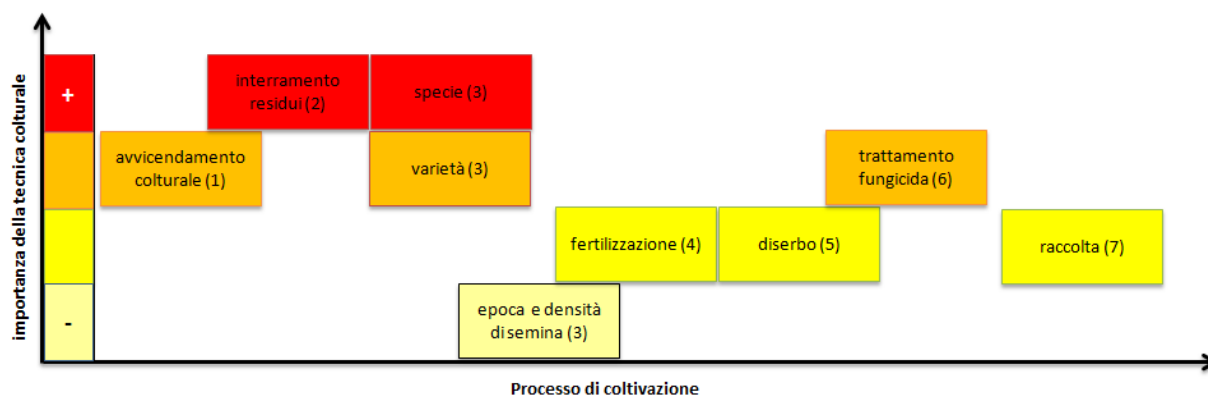 importanza della tecnica colturale
+
-
interramento
residui (2)
specie (3)
avvicendamento
colturale (1)
varietà (3)
trattamento
fungicida (6)
fertilizzazione (4)
diserbo (5)
raccolta (7)
epoca e densità
di semina (3)
Processo di coltivazione